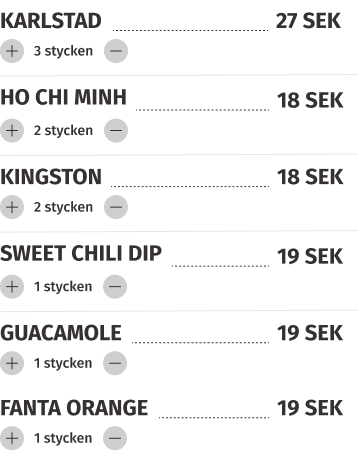 KARLSTAD 27 SEK
3 stycken
HO CHI MINH 18 SEK
2 stycken
KINGSTON 18 SEK
2 stycken
SWEET CHILI DIP 19 SEK
1 stycken
GUACAMOLE 19 SEK
1 stycken
FANTA ORANGE 19 SEK
1 stycken